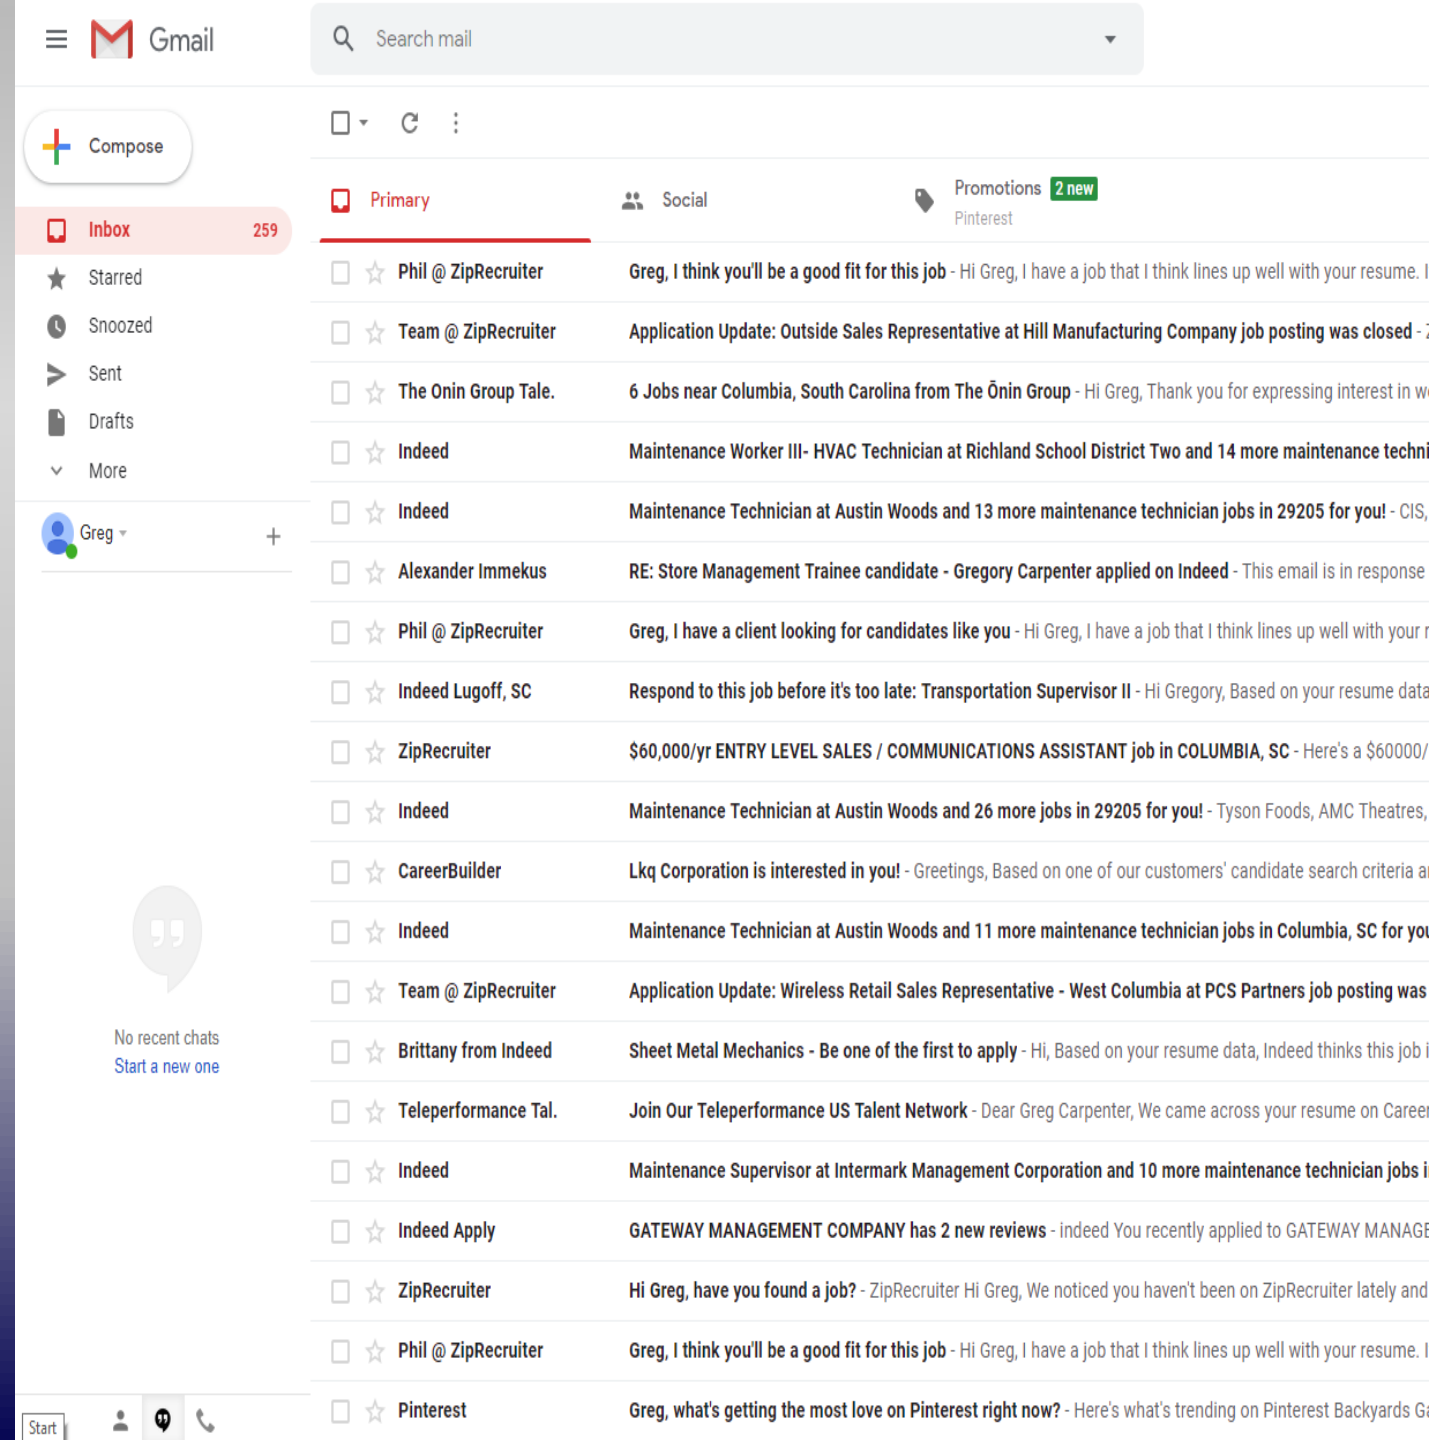 Gmail
Search mail
Compose
Primary
Social
Promotions 2 new
Pinterest
Inbox 259
Starred
Snoozed
Sent
Drafts
More
Greg
No recent chats
Start a new one
Start
Phil @ ZipRecruiter Greg, I think you'll be a good fit for this job - Hi Greg, I have a job that I think lines up well with your resume. I
Team @ ZipRecruiter Application Update: Outside Sales Representative at Hill Manufacturing Company job posting was closed -
The Onin Group Tale. 6 Jobs near Columbia, South Carolina from The Ōnin Group - Hi Greg, Thank you for expressing interest in
Indeed Maintenance Worker III- HVAC Technician at Richland School District Two and 14 more maintenance
Indeed Maintenance Technician at Austin Woods and 13 more maintenance technician jobs in 29205 for you! - CIS,
Alexander Immekus RE: Store Management Trainee candidate - Gregory Carpenter applied on Indeed - This email is in response
Phil @ ZipRecruiter Greg, I have a client looking for candidates like you - Hi Greg, I have a job that I think lines up well with your
Indeed Lugoff, SC Respond to this job before it's too late: Transportation Supervisor II - Hi Gregory, Based on your resume data
ZipRecruiter $60,000/yr ENTRY LEVEL SALES / COMMUNICATIONS ASSISTANT job in COLUMBIA, SC - Here's a $60000/
Indeed Maintenance Technician at Austin Woods and 26 more jobs in 29205 for you! - Tyson Foods, AMC Theatres,
CareerBuilder Lkq Corporation is interested in you! - Greetings, Based on one of our customers' candidate search criteria
Indeed Maintenance Technician at Austin Woods and 11 more maintenance technician jobs in Columbia, SC for
Team @ ZipRecruiter Application Update: Wireless Retail Sales Representative - West Columbia at PCS Partners job posting was
Brittany from Indeed Sheet Metal Mechanics - Be one of the first to apply - Hi, Based on your resume data, Indeed thinks this job
Teleperformance Tal. Join Our Teleperformance US Talent Network - Dear Greg Carpenter, We came across your resume on Career
Indeed Maintenance Supervisor at Intermark Management Corporation and 10 more maintenance technician jobs
Indeed Apply GATEWAY MANAGEMENT COMPANY has 2 new reviews - indeed You recently applied to GATEWAY
ZipRecruiter Hi Greg, have you found a job? - ZipRecruiter Hi Greg, We noticed you haven't been on ZipRecruiter lately and
Phil @ ZipRecruiter Greg, I think you'll be a good fit for this job - Hi Greg, I have a job that I think lines up well with your resume. I
Pinterest Greg, what's getting the most love on Pinterest right now? - Here's what's trending on Pinterest Backyards